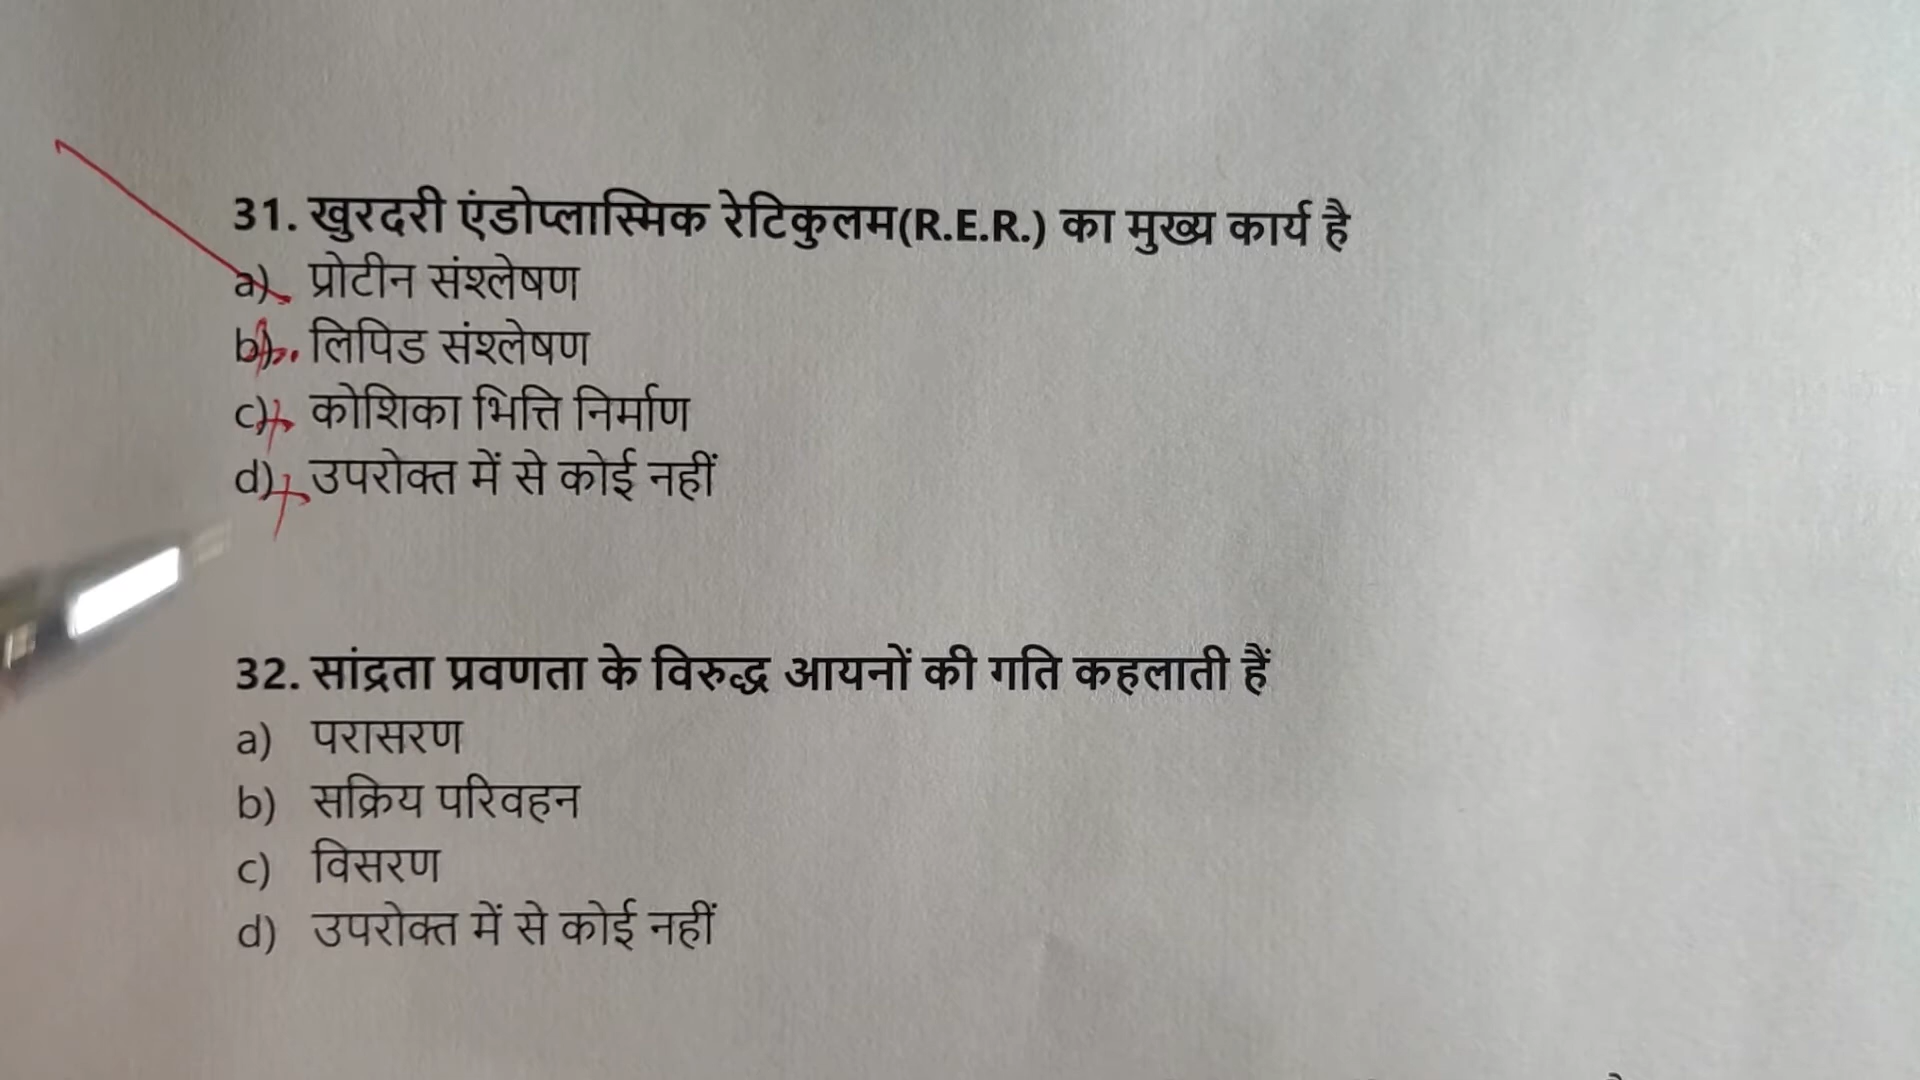 31. खुरदरी एंडोप्लास्मिक रेटिकुलम(R.E.R.) का मुख्य कार्य है
a) प्रोटीन संश्लेषण
b) लिपिड संश्लेषण
c) कोशिका भित्ति निर्माण
d) उपरोक्त में से कोई नहीं
32. सांद्रता प्रवणता के विरुद्ध आयनों की गति कहलाती हैं
a) परासरण
b) सक्रिय परिवहन
c) विसरण
d) उपरोक्त में से कोई नहीं